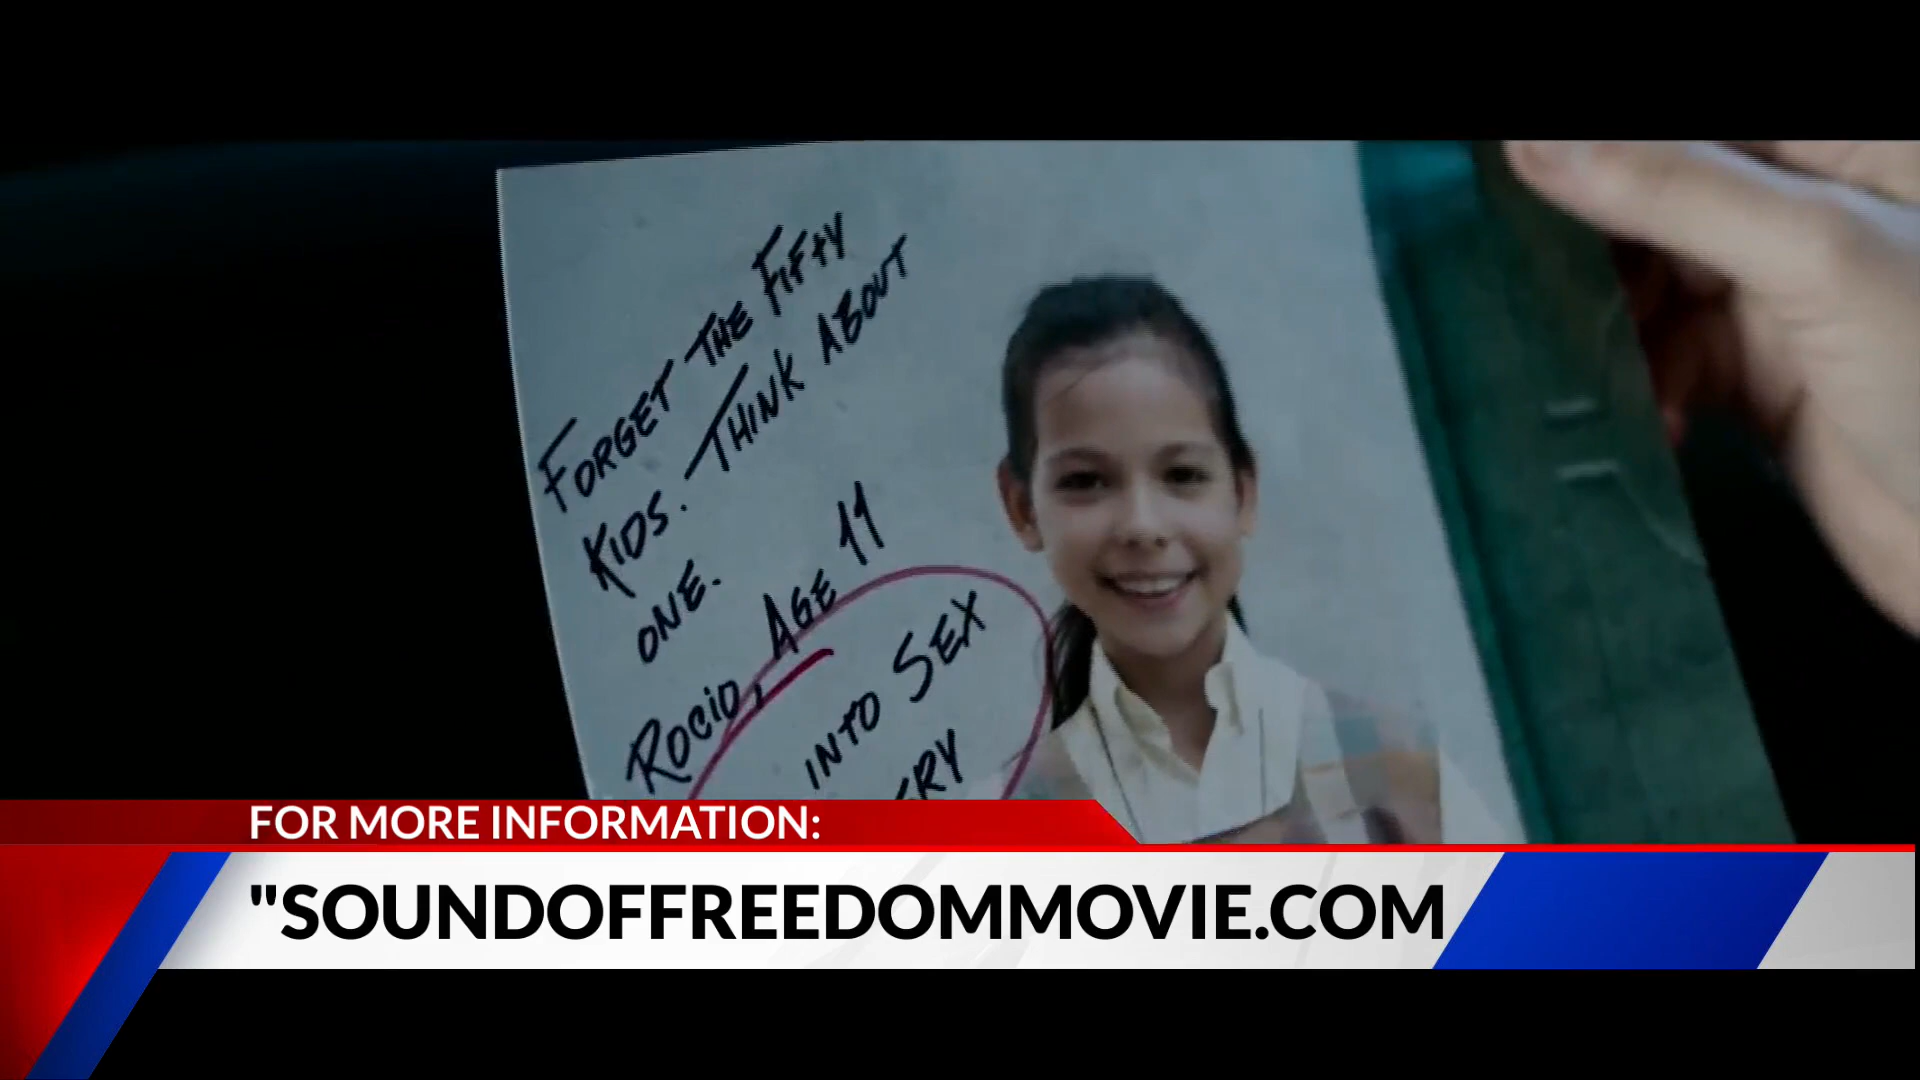 FORGET THE FIFTY
KIDS. THINK ABOUT
ONE.
ROCIO, AGE 11
INTO SEX
FOR MORE INFORMATION:
"SOUNDOFFREEDOMMOVIE.COM